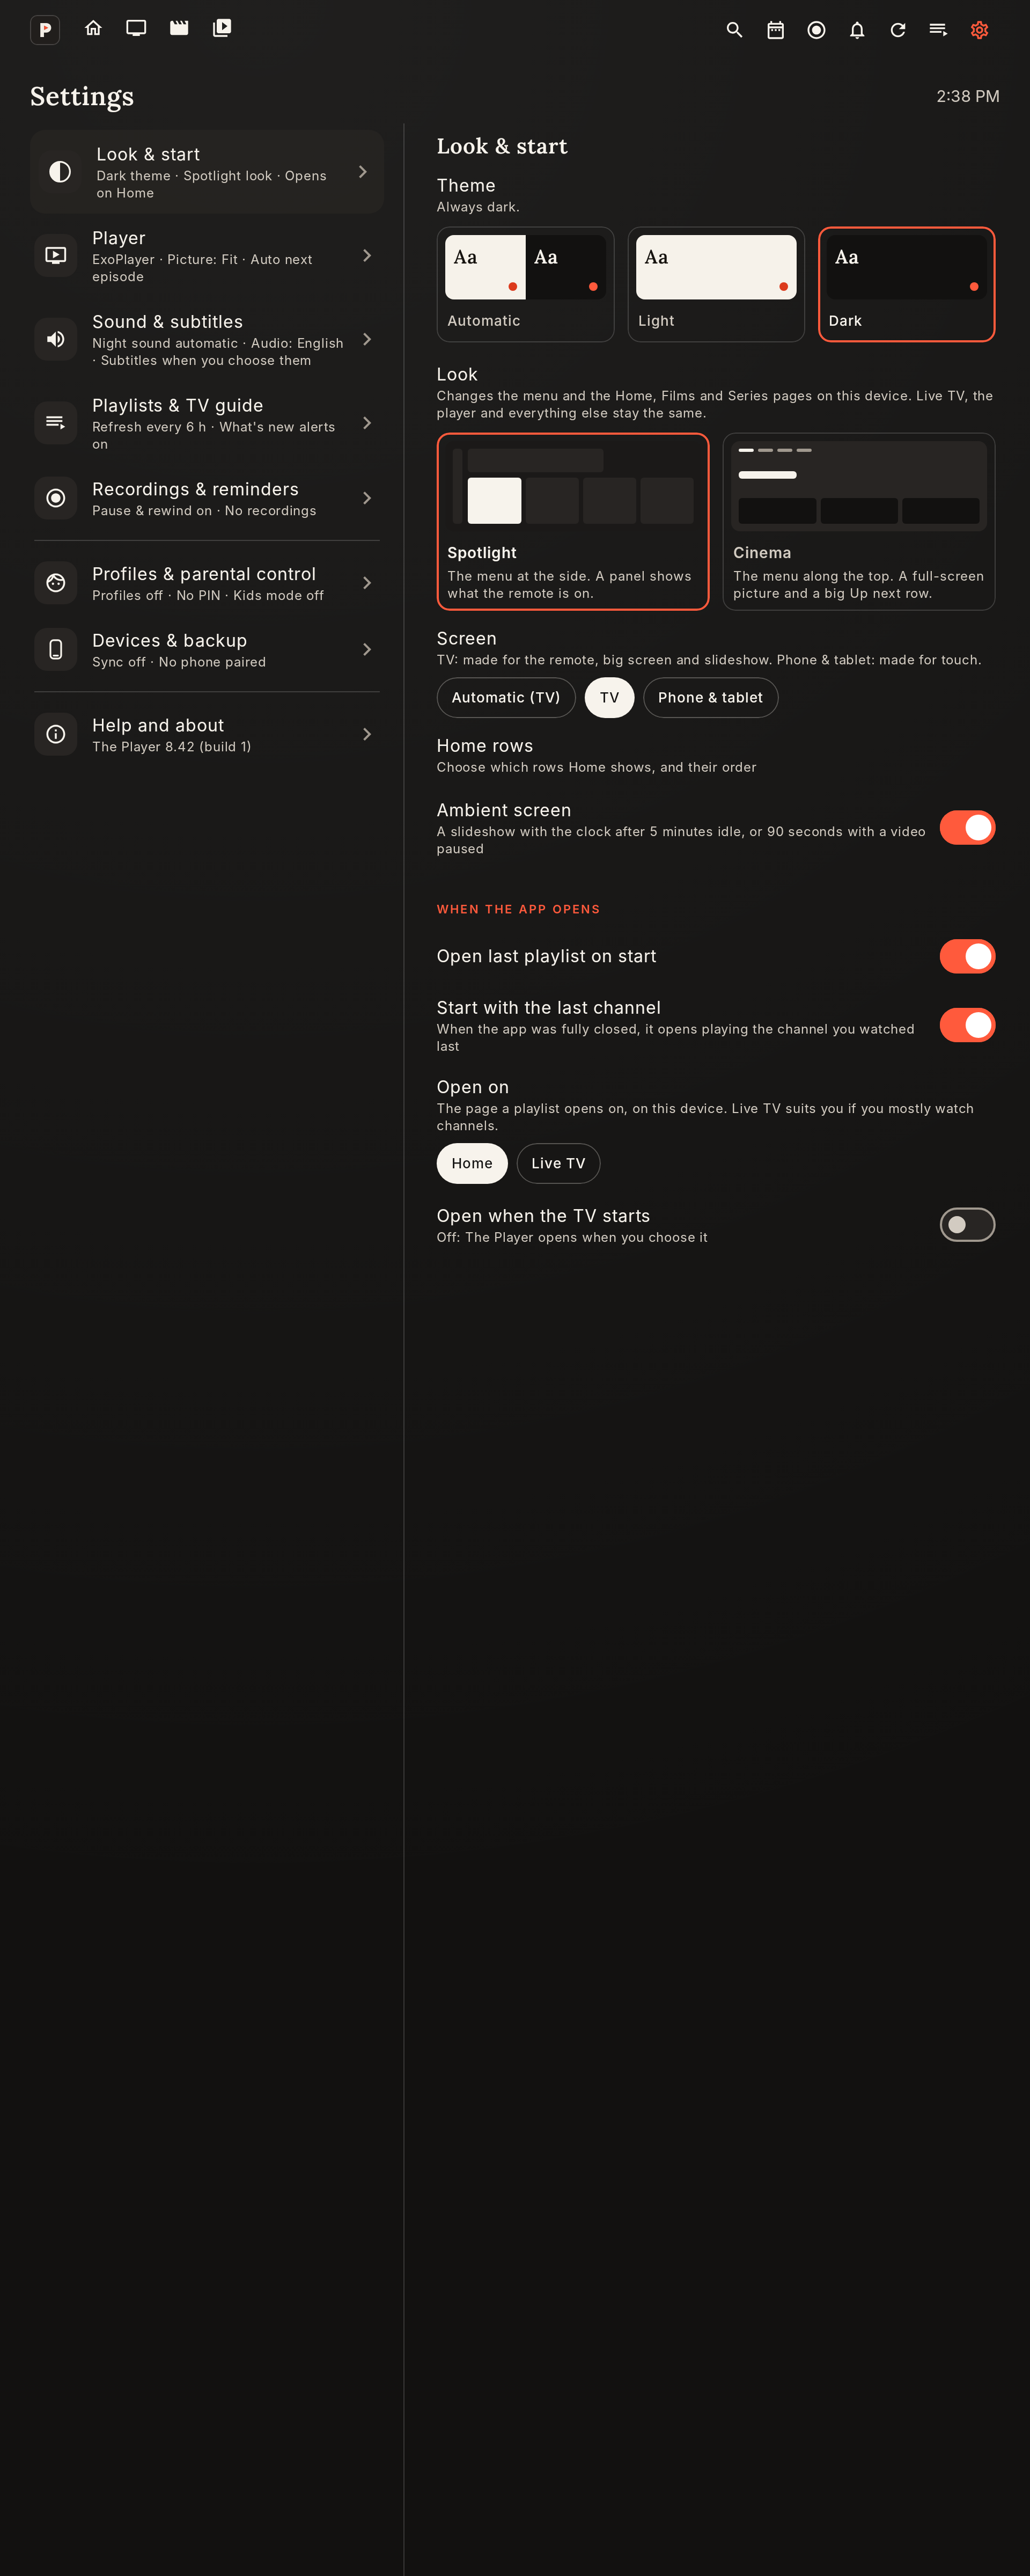 P
Settings
2:38 PM
Look & start
Dark theme · Spotlight look · Opens
on Home
Player
ExoPlayer · Picture: Fit · Auto next
episode
Sound & subtitles
Night sound automatic · Audio: English
· Subtitles when you choose them
Playlists & TV guide
Refresh every 6 h · What's new alerts
on
Recordings & reminders
Pause & rewind on · No recordings
Profiles & parental control
Profiles off · No PIN · Kids mode off
Devices & backup
Sync off · No phone paired
Help and about
The Player 8.42 (build 1)
Look & start
Theme
Always dark.
Aa
Aa
Automatic
Aa
Light
Aa
Dark
Look
Changes the menu and the Home, Films and Series pages on this device. Live TV, the
player and everything else stay the same.
Spotlight
The menu at the side. A panel shows
what the remote is on.
Cinema
The menu along the top. A full-screen
picture and a big Up next row.
Screen
TV: made for the remote, big screen and slideshow. Phone & tablet: made for touch.
Automatic (TV)
TV
Phone & tablet
Home rows
Choose which rows Home shows, and their order
Ambient screen
A slideshow with the clock after 5 minutes idle, or 90 seconds with a video
paused
WHEN THE APP OPENS
Open last playlist on start
Start with the last channel
When the app was fully closed, it opens playing the channel you watched
last
Open on
The page a playlist opens on, on this device. Live TV suits you if you mostly watch
channels.
Home
Live TV
Open when the TV starts
Off: The Player opens when you choose it